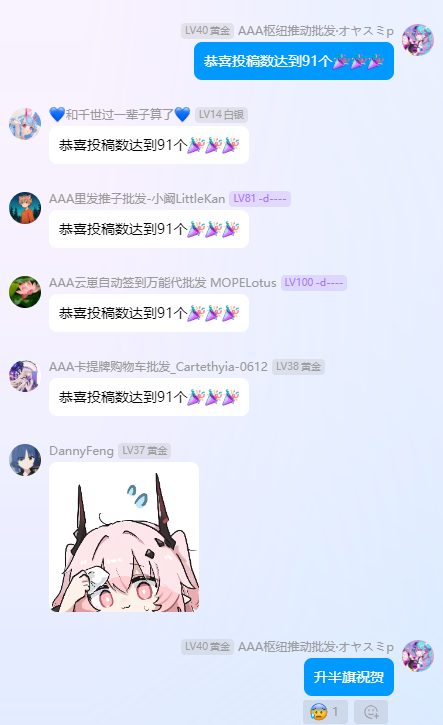 LV40 黄金 AAA枢纽推动批发·オヤスミp
恭喜投稿数达到91个🎉🎉🎉
💙和千世过一辈子算了💙 LV14 白银
恭喜投稿数达到91个🎉🎉🎉
AAA里发推子批发-小阚LittleKan LV81 -d----
恭喜投稿数达到91个🎉🎉🎉
AAA云崽自动签到万能代批发 MOPELotus LV100 -d----
恭喜投稿数达到91个🎉🎉🎉
AAA卡提牌购物车批发_Cartethyia-0612 LV38 黄金
恭喜投稿数达到91个🎉🎉🎉
DannyFeng LV37 黄金
LV40 黄金 AAA枢纽推动批发·オヤスミp
升半旗祝贺
😰 1